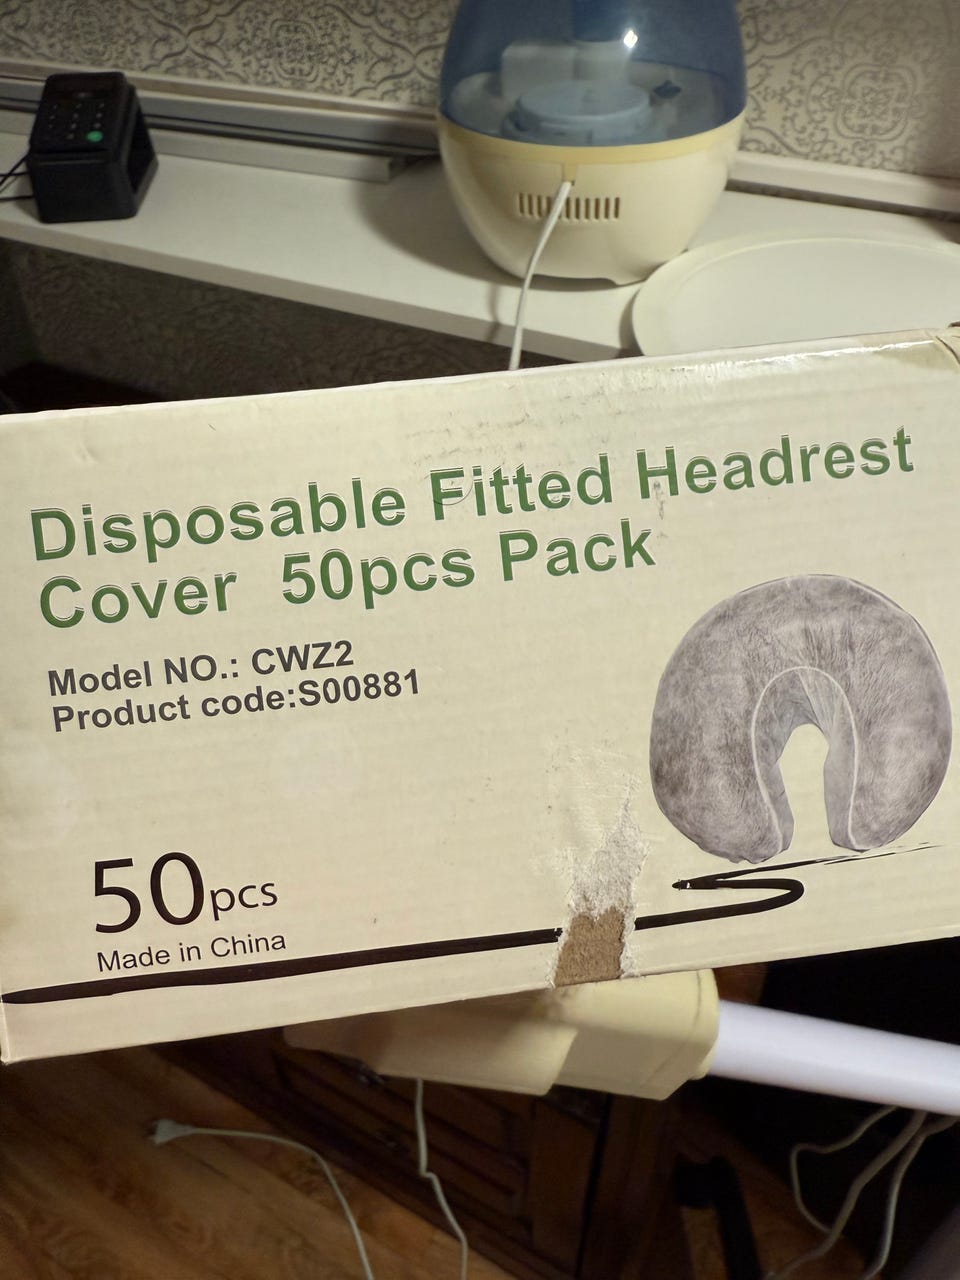 Disposable Fitted Headrest
Cover 50pcs Pack
Model NO.: CWZ2
Product code:S00881
50pcs
Made in China